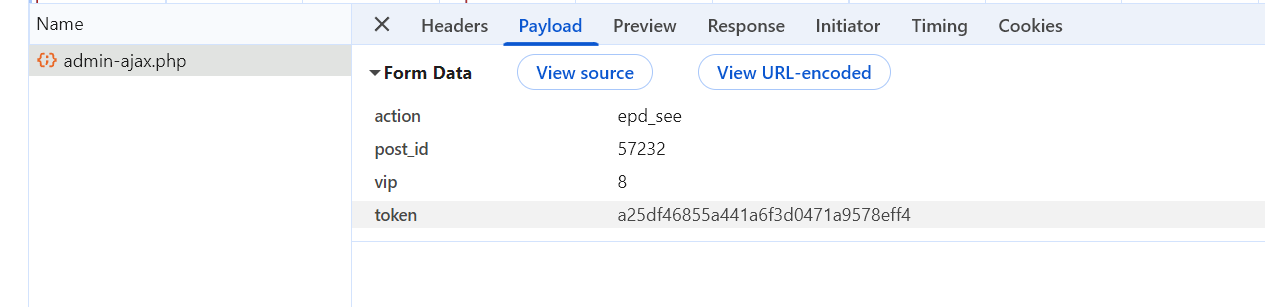 Name
Headers Payload Preview Response Initiator Timing Cookies
admin-ajax.php
Form Data View source View URL-encoded
action epd_see
post_id 57232
vip 8
token a25df46855a441a6f3d0471a9578eff4